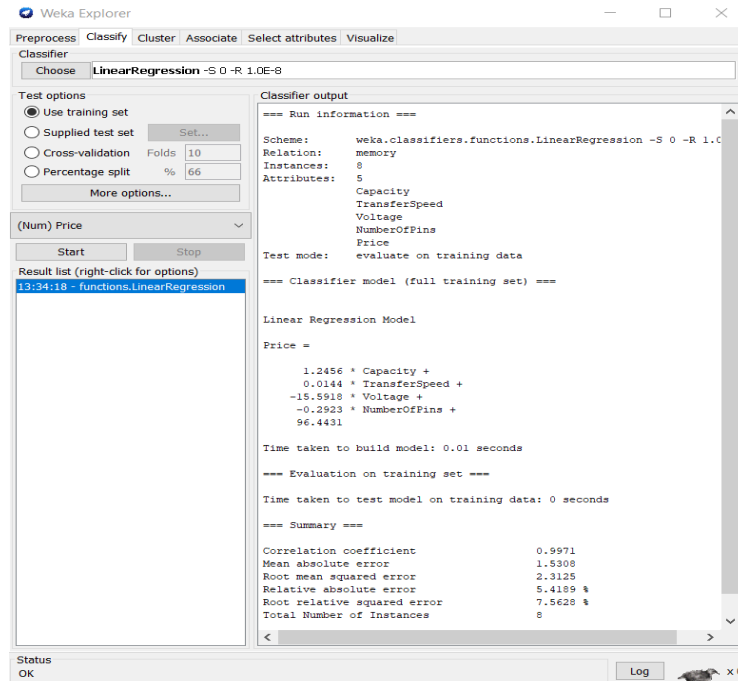 Weka Explorer
Preprocess Classify Cluster Associate Select attributes Visualize
Classifier
Choose LinearRegression -S 0 -R 1.0E-8
Test options
Use training set
Supplied test set Set...
Cross-validation Folds 10
Percentage split % 66
More options...
(Num) Price
Start Stop
Result list (right-click for options)
13:34:18 - functions.LinearRegression
Classifier output
=== Run information ===
Scheme: weka.classifiers.functions.LinearRegression -S 0 -R 1.0
Relation: memory
Instances: 8
Attributes: 5
Capacity
TransferSpeed
Voltage
NumberOfPins
Price
Test mode: evaluate on training data
=== Classifier model (full training set) ===
Linear Regression Model
Price =
1.2456 * Capacity +
0.0144 * TransferSpeed +
-15.5918 * Voltage +
-0.2923 * NumberOfPins +
96.4431
Time taken to build model: 0.01 seconds
=== Evaluation on training set ===
Time taken to test model on training data: 0 seconds
=== Summary ===
Correlation coefficient 0.9971
Mean absolute error 1.5308
Root mean squared error 2.3125
Relative absolute error 5.4189 %
Root relative squared error 7.5628 %
Total Number of Instances 8
Status
OK
Log
x